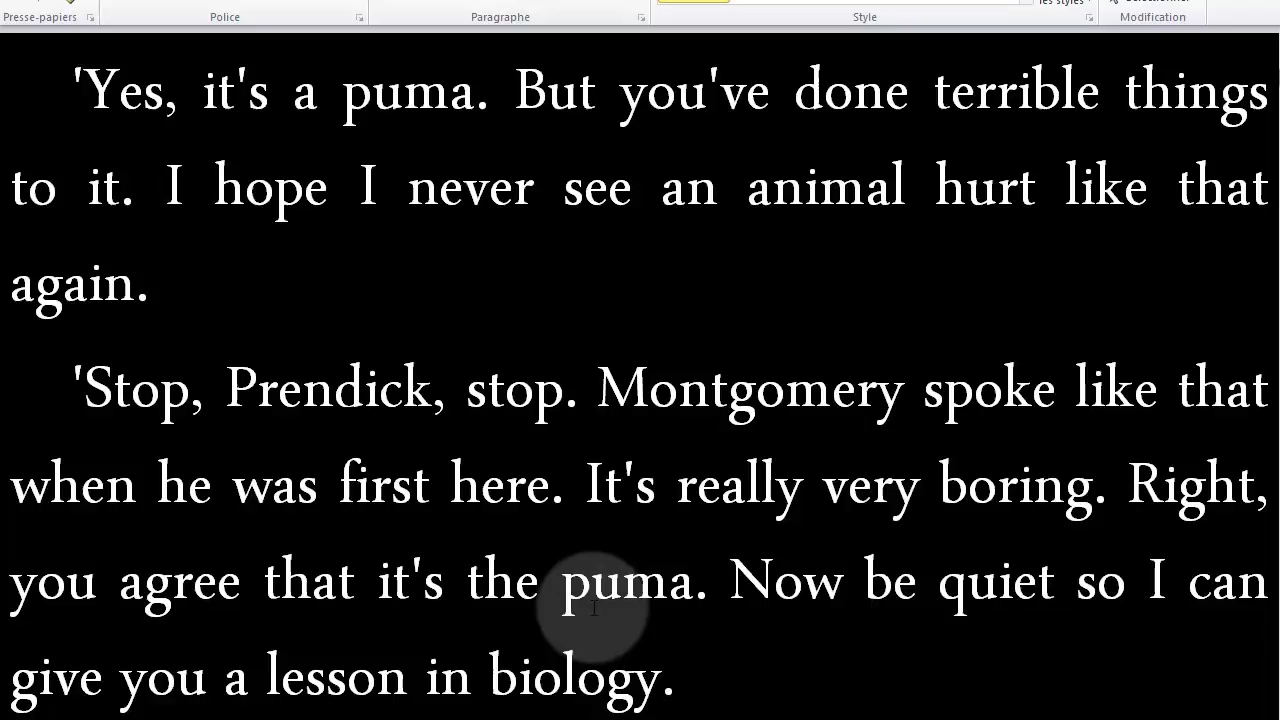 Presse-papiers Police Paragraphe Style Modification
'Yes, it's a puma. But you've done terrible things
to it. I hope I never see an animal hurt like that
again.
'Stop, Prendick, stop. Montgomery spoke like that
when he was first here. It's really very boring. Right,
you agree that it's the puma. Now be quiet so I can
give you a lesson in biology.